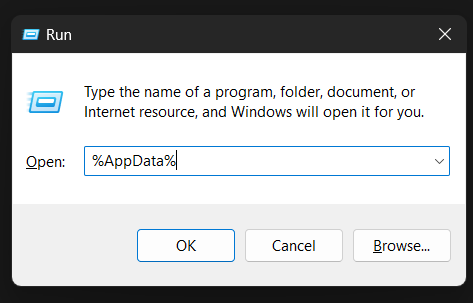 Run
Type the name of a program, folder, document, or
Internet resource, and Windows will open it for you.
Open: %AppData%
OK Cancel Browse...